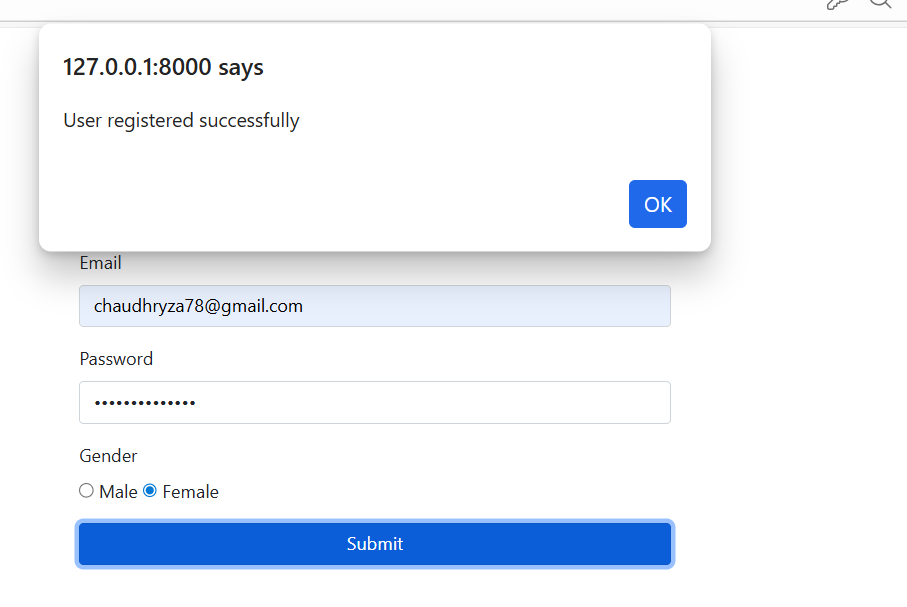 127.0.0.1:8000 says
User registered successfully
OK
Email
chaudhryza78@gmail.com
Password
••••••••••••••
Gender
Male Female
Submit